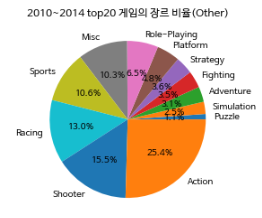 2010~2014 top20 게임의 장르 비율(Other)
Misc
Role-Playing
Platform
Strategy
Fighting
Adventure
Simulation
Puzzle
Sports
Racing
Shooter
Action
10.3%
6.5%
4.8%
3.6%
3.5%
3.1%
2.5%
1.1%
10.6%
13.0%
15.5%
25.4%